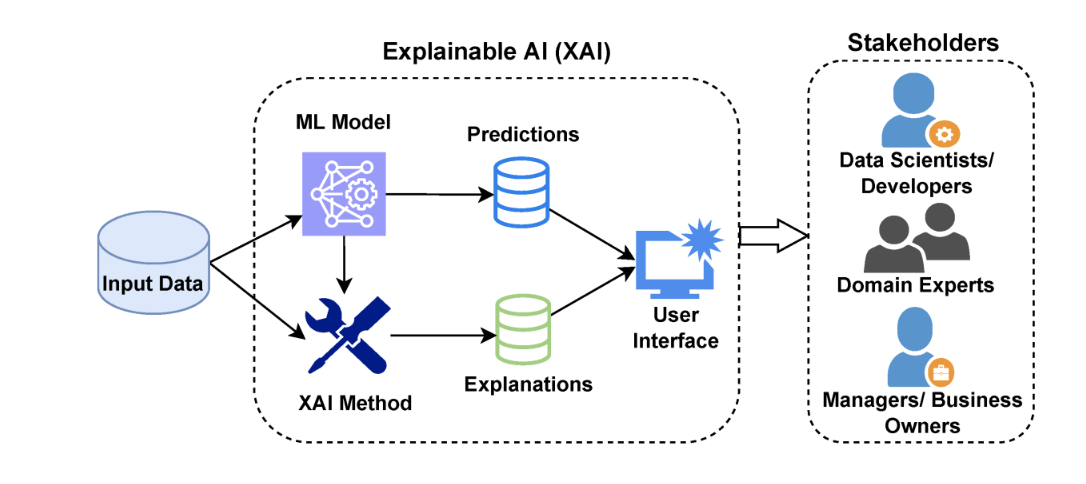 Explainable AI (XAI)
Stakeholders
ML Model
Predictions
Data Scientists/
Developers
Input Data
Domain Experts
User
Interface
Explanations
XAI Method
Managers/ Business
Owners